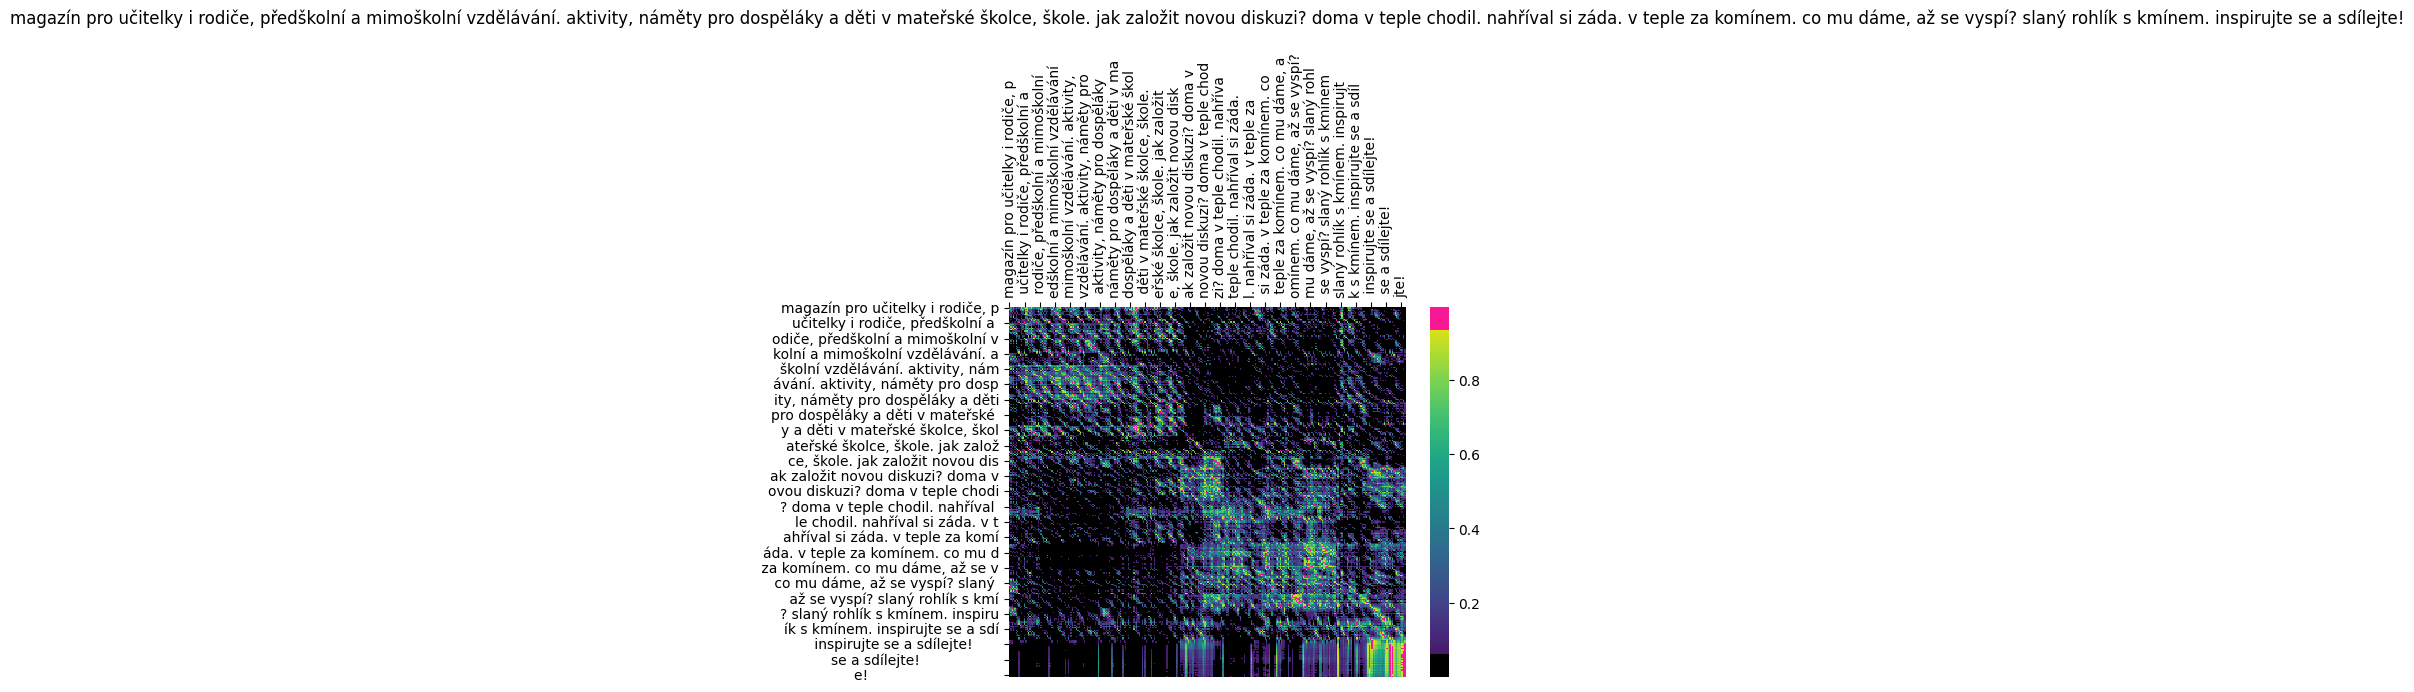 magazín pro učitelky i rodiče, předškolní a mimoškolní vzdělávání. aktivity, náměty pro dospěláky a děti v mateřské školce, škole. jak založit novou diskuzi? doma v teple chodil. nahříval si záda. v teple za komínem. co mu dáme, až se vyspí? slaný rohlík s kmínem. inspirujte se a sdílejte!
magazín pro učitelky i rodiče, p
učitelky i rodiče, předškolní a
rodiče, předškolní a mimoškolní
edškolní a mimoškolní vzdělávání
mimoškolní vzdělávání. aktivity,
vzdělávání. aktivity, náměty pro
aktivity, náměty pro dospěláky
náměty pro dospěláky a děti v ma
dospěláky a děti v mateřské škol
děti v mateřské školce, škole.
eřské školce, škole. jak založit
e, škole. jak založit novou disk
ak založit novou diskuzi? doma v
novou diskuzi? doma v teple chod
zi? doma v teple chodil. nahříva
teple chodil. nahříval si záda.
l. nahříval si záda. v teple za
si záda. v teple za komínem. co
teple za komínem. co mu dáme, a
omínem. co mu dáme, až se vyspí?
mu dáme, až se vyspí? slaný rohl
se vyspí? slaný rohlík s kmínem
slaný rohlík s kmínem. inspirujt
k s kmínem. inspirujte se a sdíl
inspirujte se a sdílejte!
se a sdílejte!
jte!
magazín pro učitelky i rodiče, p
učitelky i rodiče, předškolní a
odiče, předškolní a mimoškolní v
kolní a mimoškolní vzdělávání. a
školní vzdělávání. aktivity, nám
ávání. aktivity, náměty pro dosp
ity, náměty pro dospěláky a děti
pro dospěláky a děti v mateřské
y a děti v mateřské školce, škol
ateřské školce, škole. jak založ
ce, škole. jak založit novou dis
ak založit novou diskuzi? doma v
ovou diskuzi? doma v teple chodi
? doma v teple chodil. nahříval
le chodil. nahříval si záda. v t
ahříval si záda. v teple za komí
áda. v teple za komínem. co mu d
za komínem. co mu dáme, až se v
co mu dáme, až se vyspí? slaný
až se vyspí? slaný rohlík s kmí
? slaný rohlík s kmínem. inspiru
ík s kmínem. inspirujte se a sdí
inspirujte se a sdílejte!
se a sdílejte!
e!
0.8
0.6
0.4
0.2